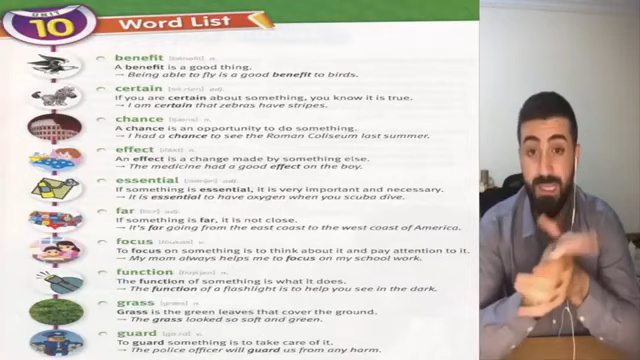 UNIT
10 Word List
benefit n.
A benefit is a good thing.
→ Being able to fly is a good benefit to birds.
certain adj.
If you are certain about something, you know it is true.
→ I am certain that zebras have stripes.
chance n.
A chance is an opportunity to do something.
→ I had a chance to see the Roman Coliseum last summer.
effect n.
An effect is a change made by something else.
→ The medicine had a good effect on the boy.
essential adj.
If something is essential, it is very important and necessary.
→ It is essential to have oxygen when you scuba dive.
far adj.
If something is far, it is not close.
→ It's far going from the east to the west coast of America.
focus v.
To focus on something is to think about it and pay attention to it.
→ My mom always helps me to focus on my school work.
function n.
The function of something is what it does.
→ The function of a flashlight is to help you see in the dark.
grass n.
Grass is the green leaves that cover the ground.
→ The grass looked so soft and green.
guard v.
To guard something is to take care of it.
→ The police officer will guard us from any harm.